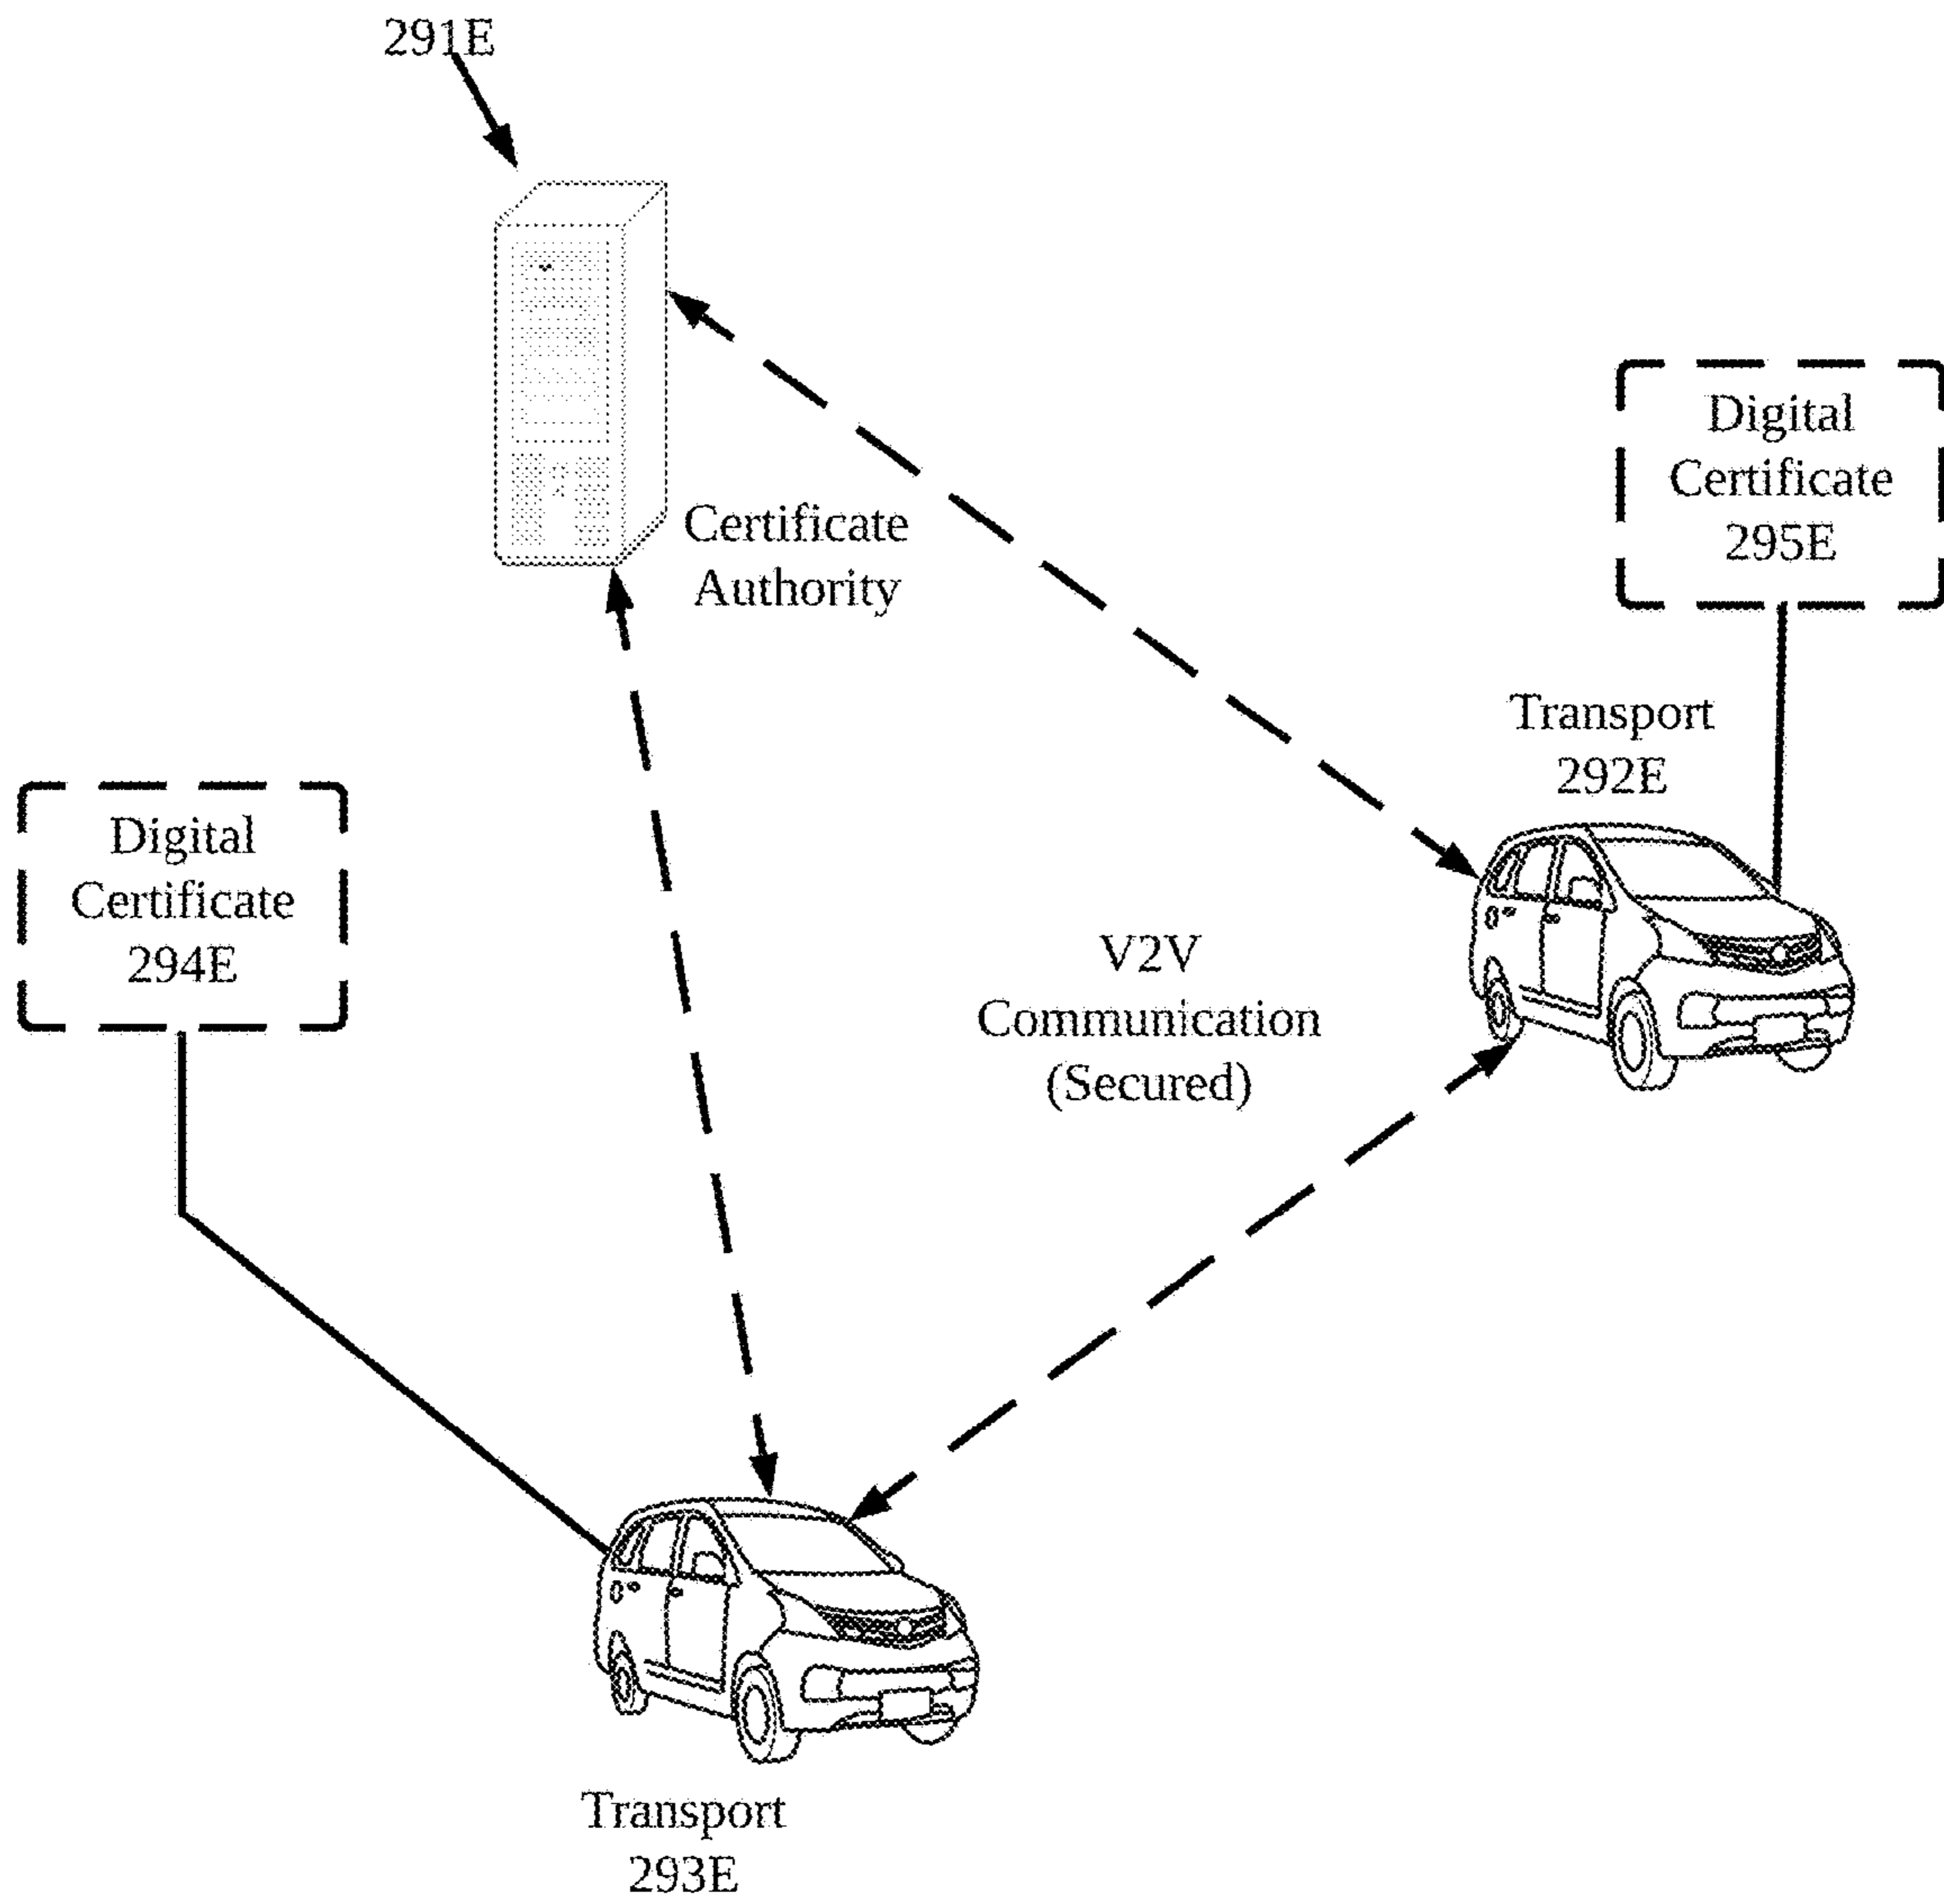 291E
Certificate
Authority
Digital
Certificate
295E
Transport
292E
Digital
Certificate
294E
V2V
Communication
(Secured)
Transport
293E